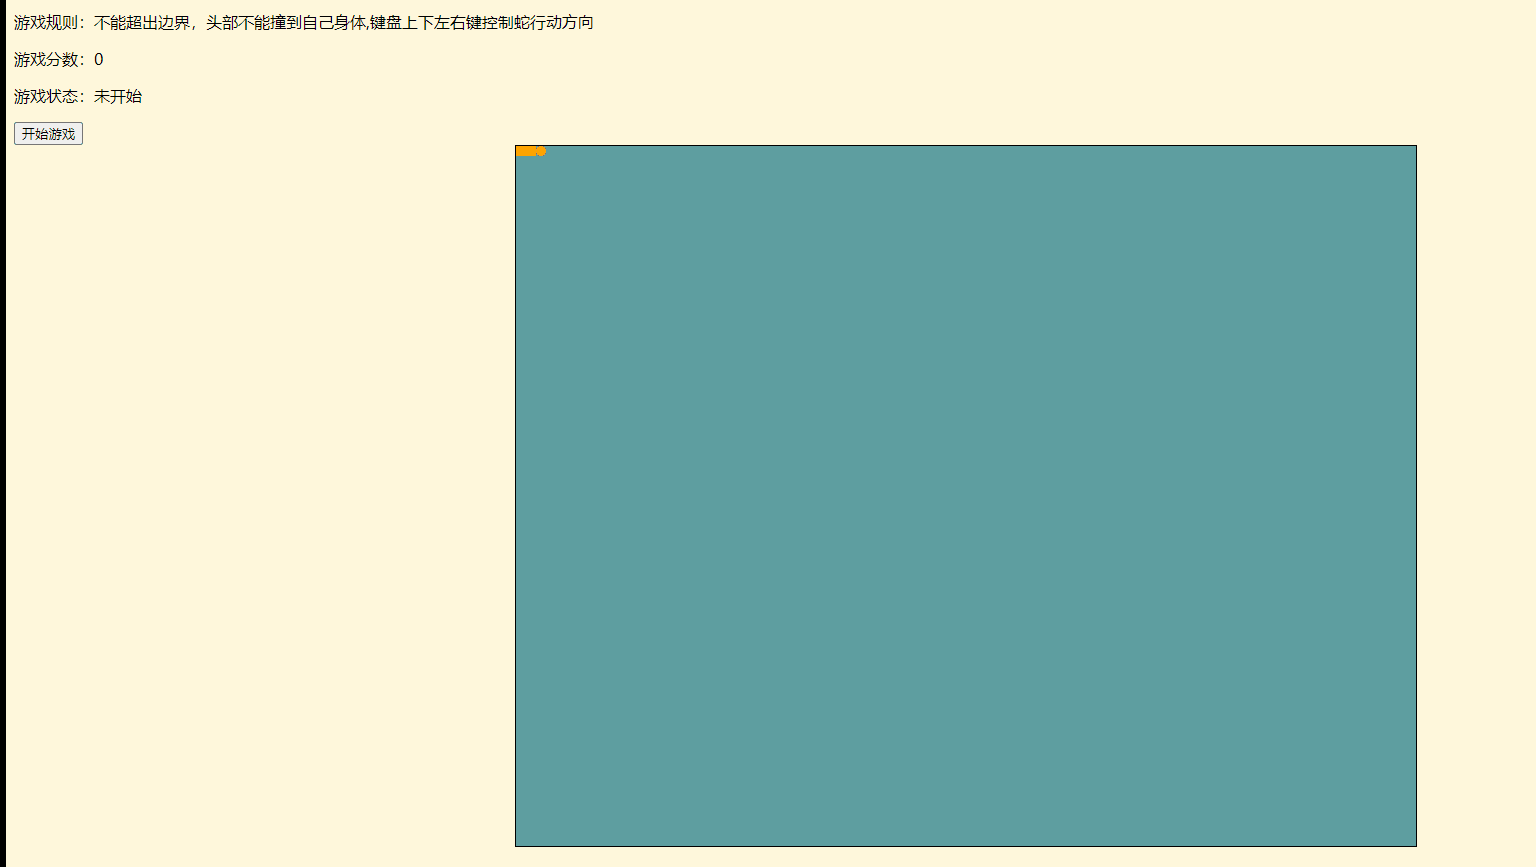 游戏规则：不能超出边界，头部不能撞到自己身体,键盘上下左右键控制蛇行动方向
游戏分数：0
游戏状态：未开始
开始游戏